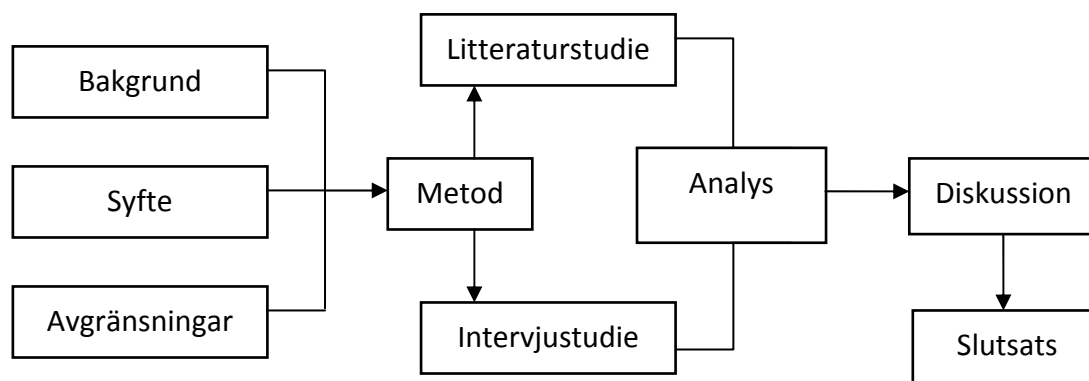 Bakgrund
Syfte
Avgränsningar
Metod
Litteraturstudie
Intervjustudie
Analys
Diskussion
Slutsats